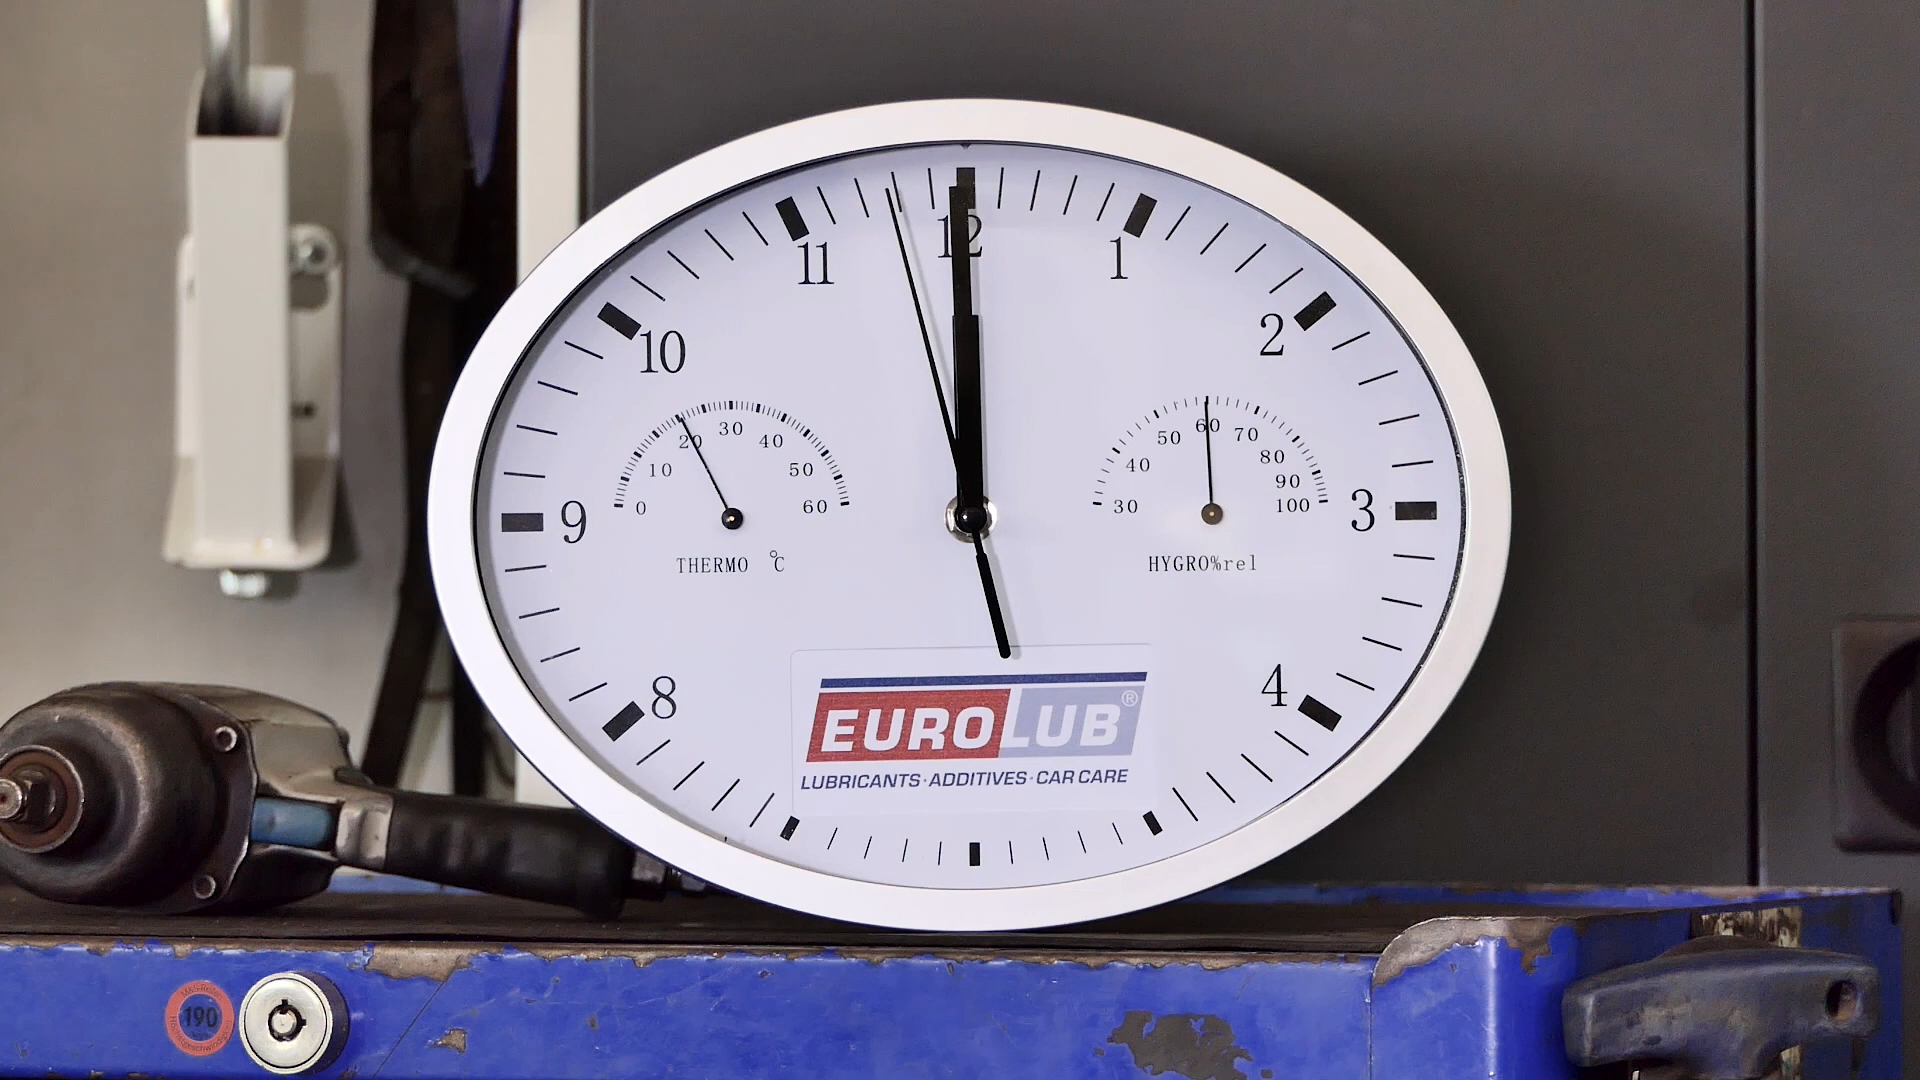 12
11
1
10
2
9
3
8
4
0 10 20 30 40 50 60
THERMO ℃
30 40 50 60 70 80 90 100
HYGRO%rel
EUROLUB®
LUBRICANTS·ADDITIVES·CAR CARE
190